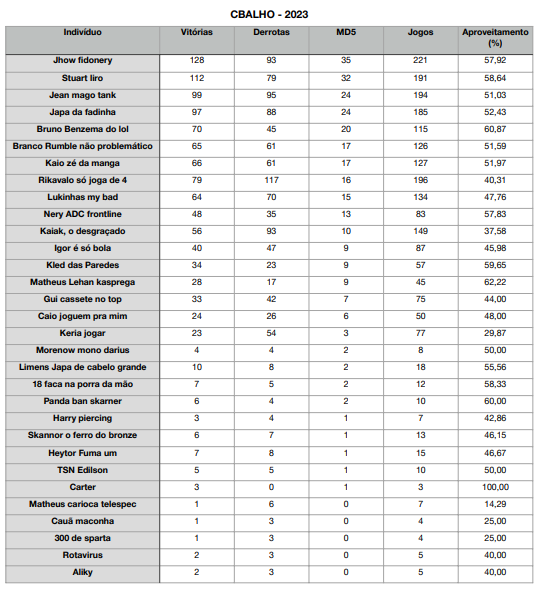 CBALHO - 2023
Indivíduo Vitórias Derrotas MD5 Jogos Aproveitamento (%)
Jhow fidonery 128 93 35 221 57,92
Stuart liro 112 79 32 191 58,64
Jean mago tank 99 95 24 194 51,03
Japa da fadinha 97 88 24 185 52,43
Bruno Benzema do lol 70 45 20 115 60,87
Branco Rumble não problemático 65 61 17 126 51,59
Kaio zé da manga 66 61 17 127 51,97
Rikavalo só joga de 4 79 117 16 196 40,31
Lukinhas my bad 64 70 15 134 47,76
Nery ADC frontline 48 35 13 83 57,83
Kaiak, o desgraçado 56 93 10 149 37,58
Igor é só bola 40 47 9 87 45,98
Kled das Paredes 34 23 9 57 59,65
Matheus Lehan kasprega 28 17 9 45 62,22
Gui cassete no top 33 42 7 75 44,00
Caio joguem pra mim 24 26 6 50 48,00
Keria jogar 23 54 3 77 29,87
Morenow mono darius 4 4 2 8 50,00
Limens Japa de cabelo grande 10 8 2 18 55,56
18 faca na porra da mão 7 5 2 12 58,33
Panda ban skarner 6 4 2 10 60,00
Harry piercing 3 4 1 7 42,86
Skannor o ferro do bronze 6 7 1 13 46,15
Heytor Fuma um 7 8 1 15 46,67
TSN Edilson 5 5 1 10 50,00
Carter 3 0 1 3 100,00
Matheus carioca telespec 1 6 0 7 14,29
Cauã maconha 1 3 0 4 25,00
300 de sparta 1 3 0 4 25,00
Rotavirus 2 3 0 5 40,00
Aliky 2 3 0 5 40,00